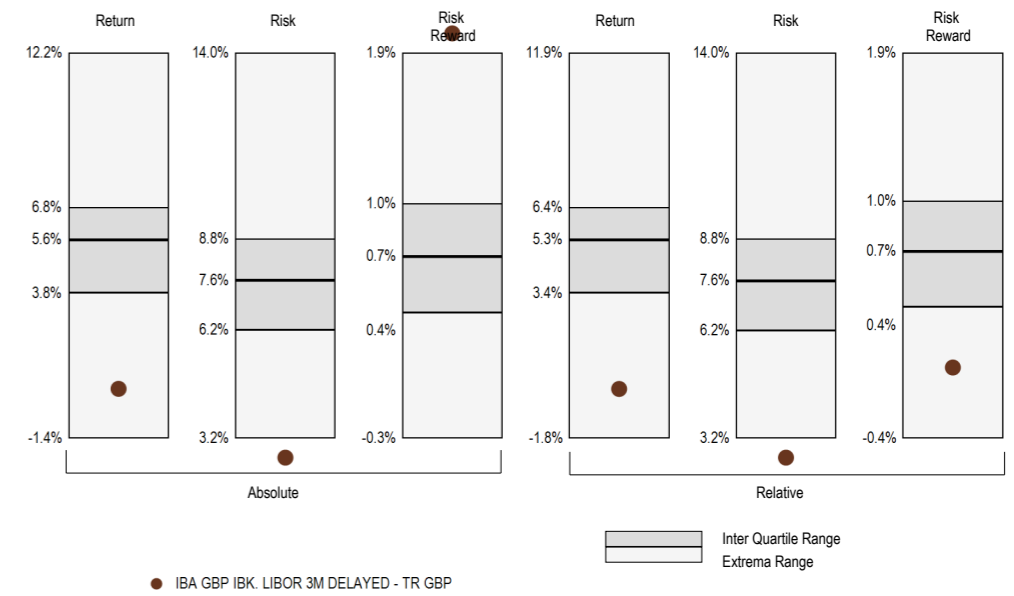 Return
Risk
Risk
Reward
Return
Risk
Risk
Reward
12.2%
14.0%
1.9%
11.9%
14.0%
1.9%
6.8%
5.6%
3.8%
8.8%
7.6%
6.2%
1.0%
0.7%
0.4%
6.4%
5.3%
3.4%
8.8%
7.6%
6.2%
1.0%
0.7%
0.4%
-1.4%
3.2%
-0.3%
-1.8%
3.2%
-0.4%
Absolute
Relative
Inter Quartile Range
Extrema Range
IBA GBP IBK. LIBOR 3M DELAYED - TR GBP